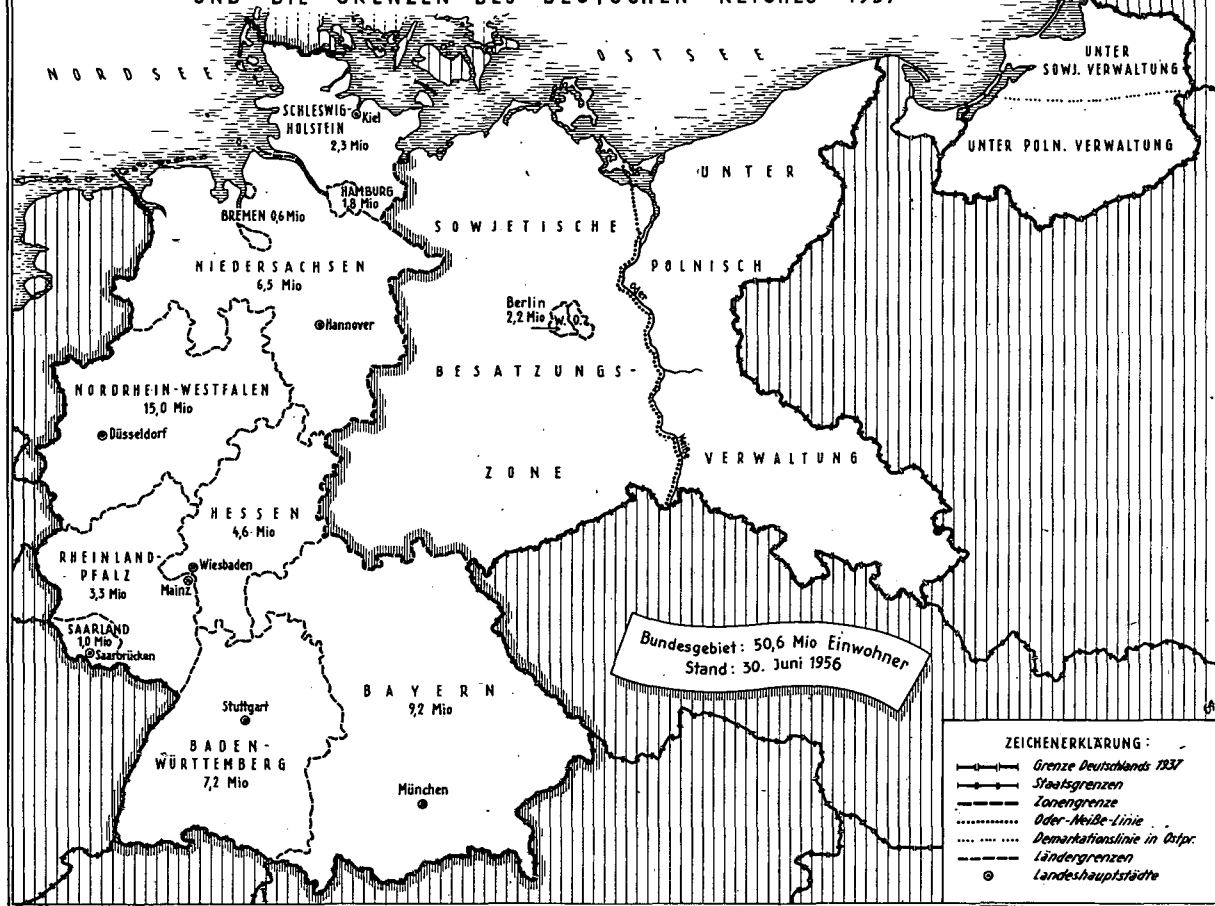 UND DIE GRENZEN DES DEUTSCHEN REICHES 1937
NORDSEE
OSTSEE
UNTER
SOWJ. VERWALTUNG
UNTER POLN. VERWALTUNG
SCHLESWIG-
HOLSTEIN
2,3 Mio
Kiel
HAMBURG
1,8 Mio
BREMEN 0,6 Mio
NIEDERSACHSEN
6,5 Mio
Hannover
SOWJETISCHE
BESATZUNGS-
ZONE
Berlin
2,2 Mio
W.
Oder
UNTER
POLNISCH
VERWALTUNG
NORDRHEIN-WESTFALEN
15,0 Mio
Düsseldorf
HESSEN
4,6 Mio
Wiesbaden
Mainz
RHEINLAND-
PFALZ
3,3 Mio
SAARLAND
1,0 Mio
Saarbrücken
BAYERN
9,2 Mio
München
Stuttgart
BADEN-
WÜRTTEMBERG
7,2 Mio
Bundesgebiet: 50,6 Mio Einwohner
Stand: 30. Juni 1956
ZEICHENERKLÄRUNG:
Grenze Deutschlands 1937
Staatsgrenzen
Zonengrenze
Oder-Neiße-Linie
Demarkationslinie in Ostpr.
Ländergrenzen
Landeshauptstädte